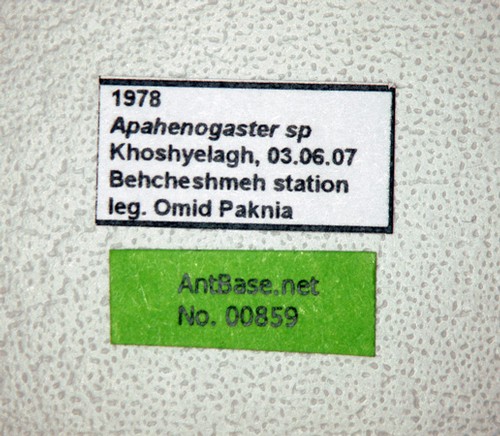 1978
Apahenogaster sp
Khoshyelagh, 03.06.07
Behcheshmeh station
leg. Omid Paknia
AntBase.net
No. 00859